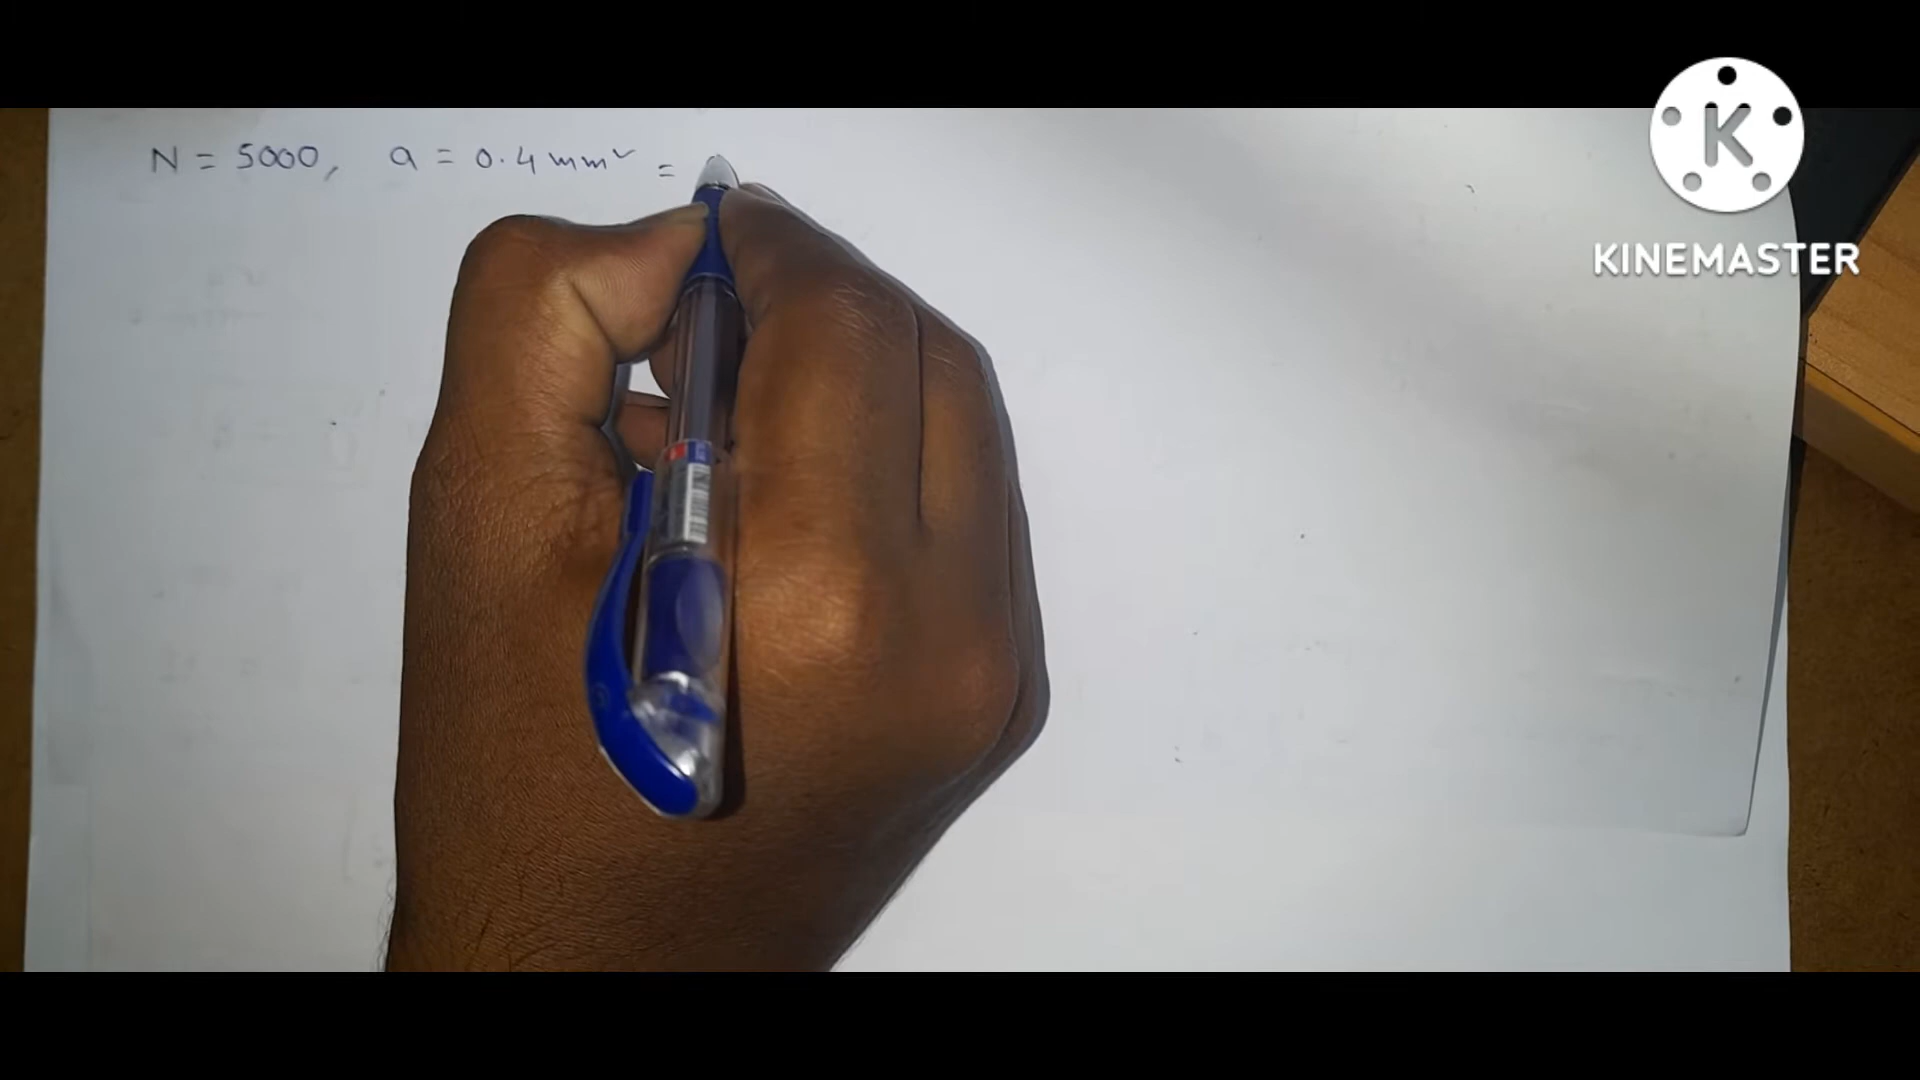 N = 5000, a = 0.4 mm² =
K
KINEMASTER